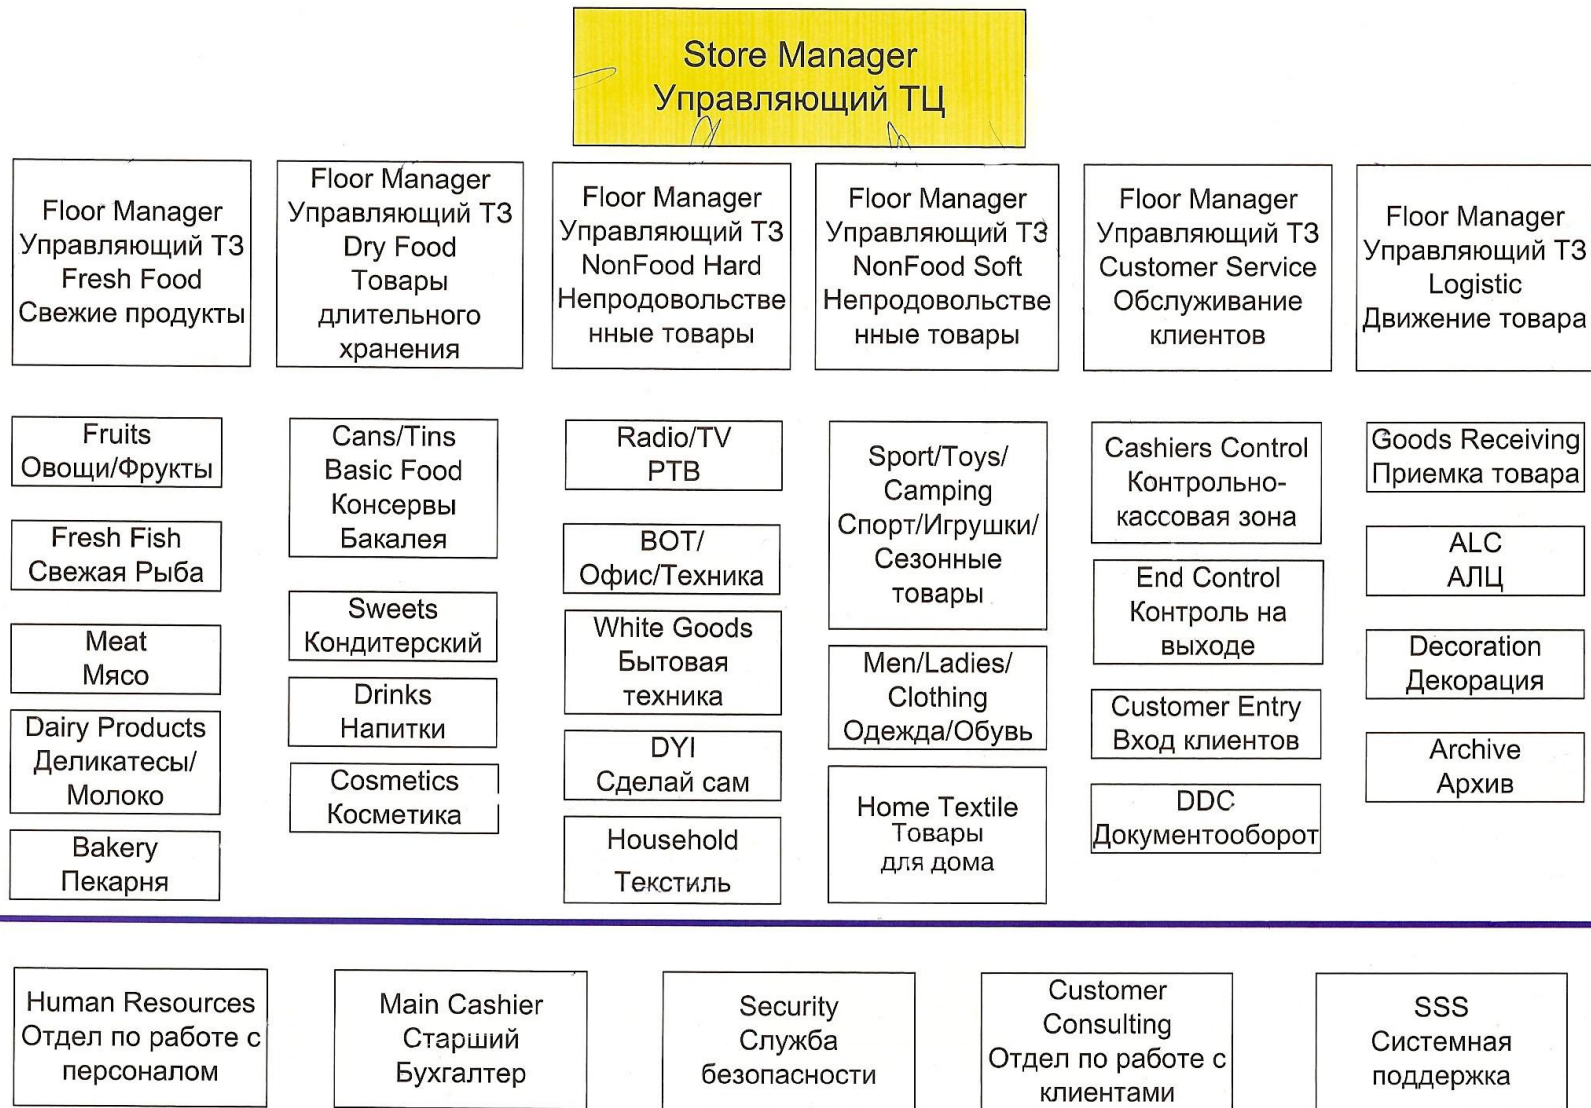 Store Manager
Управляющий ТЦ
Floor Manager
Управляющий ТЗ
Fresh Food
Свежие продукты
Floor Manager
Управляющий ТЗ
Dry Food
Товары
длительного
хранения
Floor Manager
Управляющий ТЗ
NonFood Hard
Непродовольстве
нные товары
Floor Manager
Управляющий ТЗ
NonFood Soft
Непродовольстве
нные товары
Floor Manager
Управляющий ТЗ
Customer Service
Обслуживание
клиентов
Floor Manager
Управляющий ТЗ
Logistic
Движение товара
Fruits
Овощи/Фрукты
Fresh Fish
Свежая Рыба
Meat
Мясо
Dairy Products
Деликатесы/
Молоко
Bakery
Пекарня
Cans/Tins
Basic Food
Консервы
Бакалея
Sweets
Кондитерский
Drinks
Напитки
Cosmetics
Косметика
Radio/TV
РТВ
BOT/
Офис/Техника
White Goods
Бытовая
техника
DYI
Сделай сам
Household
Текстиль
Sport/Toys/
Camping
Спорт/Игрушки/
Сезонные
товары
Men/Ladies/
Clothing
Одежда/Обувь
Home Textile
Товары
для дома
Cashiers Control
Контрольно-
кассовая зона
End Control
Контроль на
выходе
Customer Entry
Вход клиентов
DDC
Документооборот
Goods Receiving
Приемка товара
ALC
АЛЦ
Decoration
Декорация
Archive
Архив
Human Resources
Отдел по работе с
персоналом
Main Cashier
Старший
Бухгалтер
Security
Служба
безопасности
Customer
Consulting
Отдел по работе с
клиентами
SSS
Системная
поддержка